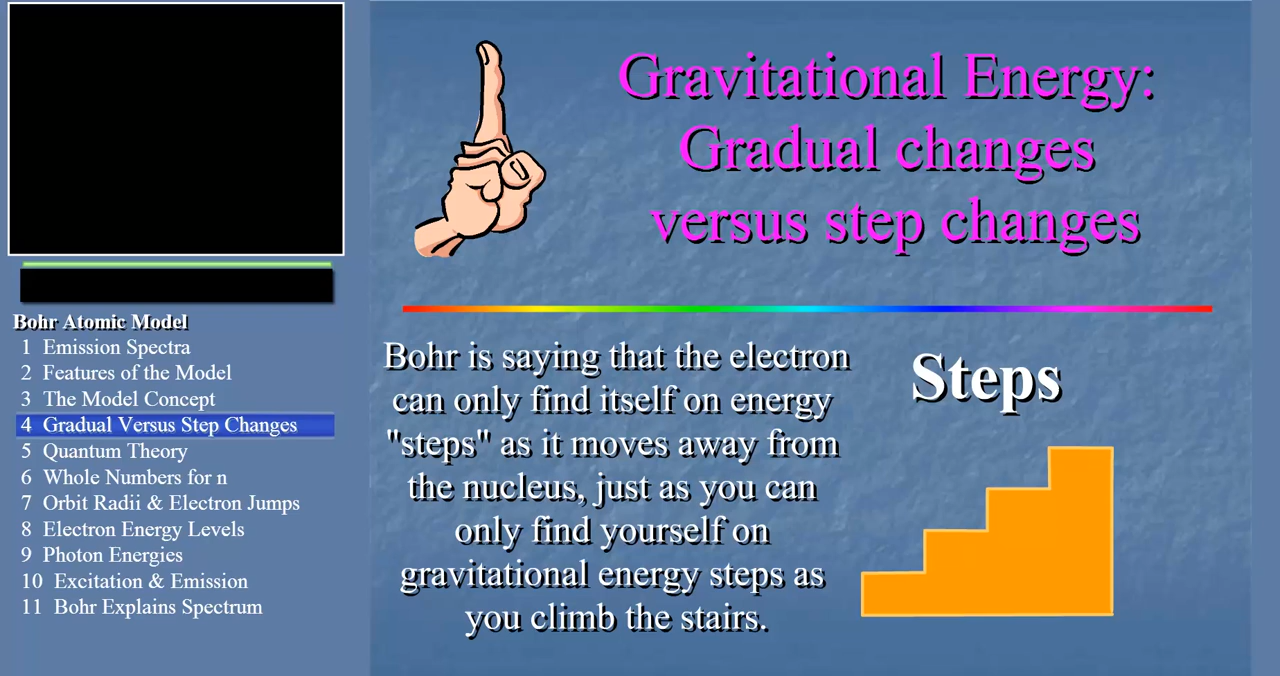 Gravitational Energy:
Gradual changes
versus step changes
Bohr Atomic Model
1 Emission Spectra
2 Features of the Model
3 The Model Concept
4 Gradual Versus Step Changes
5 Quantum Theory
6 Whole Numbers for n
7 Orbit Radii & Electron Jumps
8 Electron Energy Levels
9 Photon Energies
10 Excitation & Emission
11 Bohr Explains Spectrum
Bohr is saying that the electron
can only find itself on energy
"steps" as it moves away from
the nucleus, just as you can
only find yourself on
gravitational energy steps as
you climb the stairs.
Steps